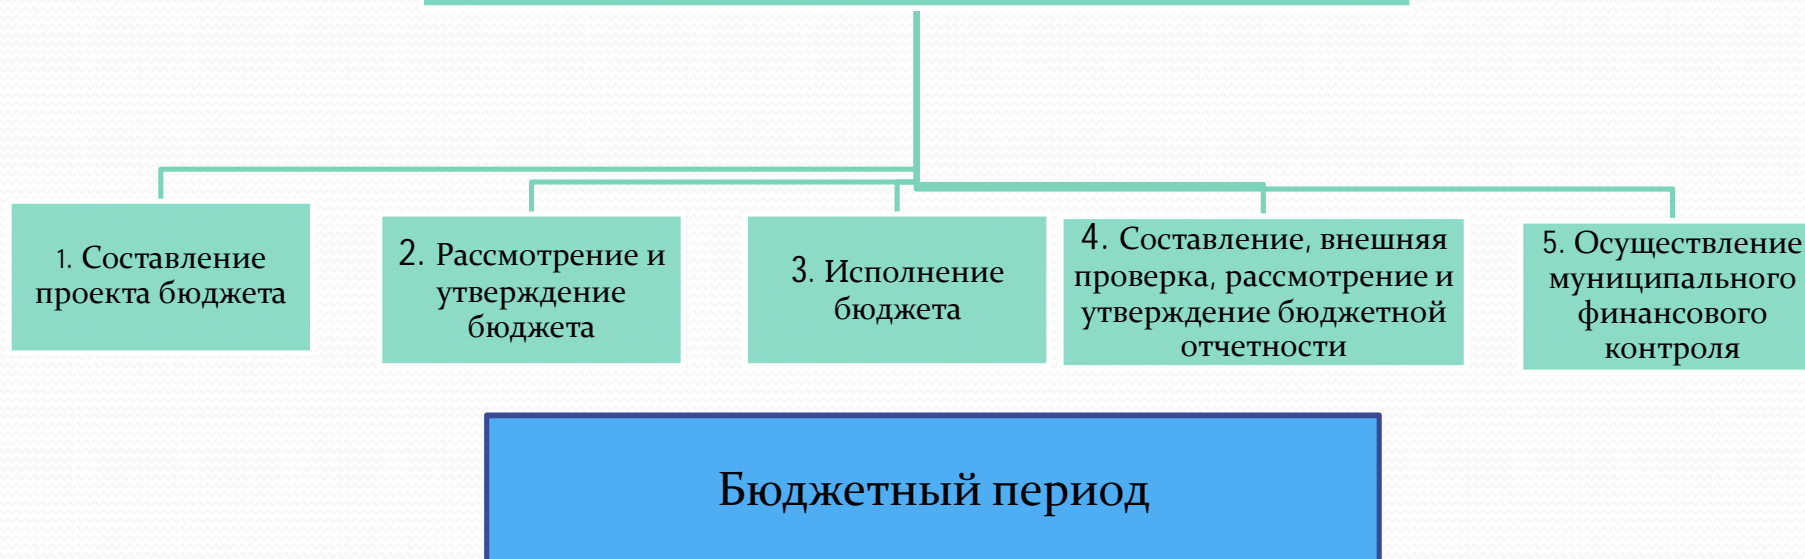 1. Составление
проекта бюджета
2. Рассмотрение и
утверждение
бюджета
3. Исполнение
бюджета
4. Составление, внешняя
проверка, рассмотрение и
утверждение бюджетной
отчетности
5. Осуществление
муниципального
финансового
контроля
Бюджетный период